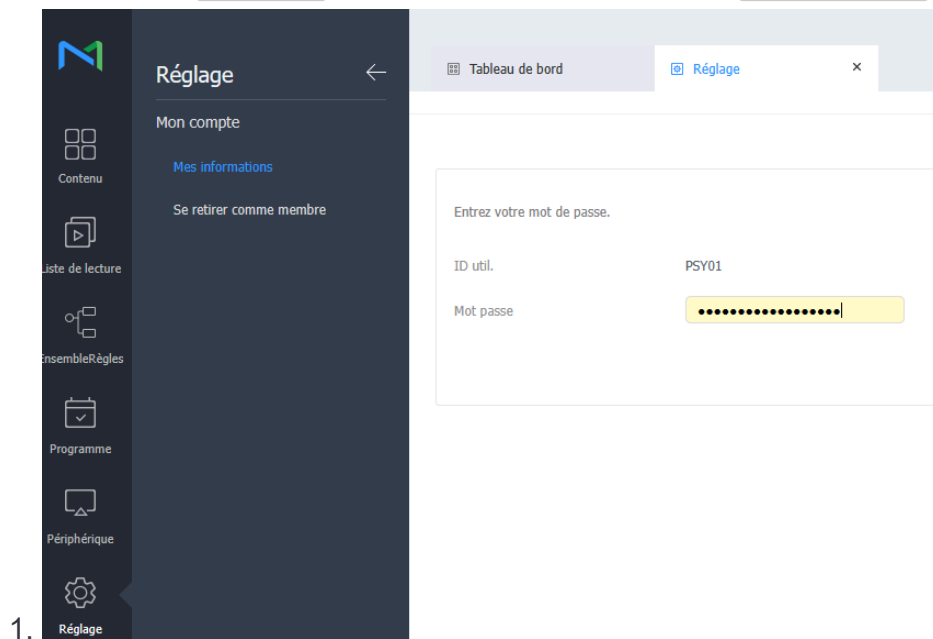 Réglage
Mon compte
Mes informations
Se retirer comme membre
Contenu
Liste de lecture
EnsembleRègles
Programme
Périphérique
Réglage
Tableau de bord
Réglage
Entrez votre mot de passe.
ID util. PSY01
Mot passe
1.